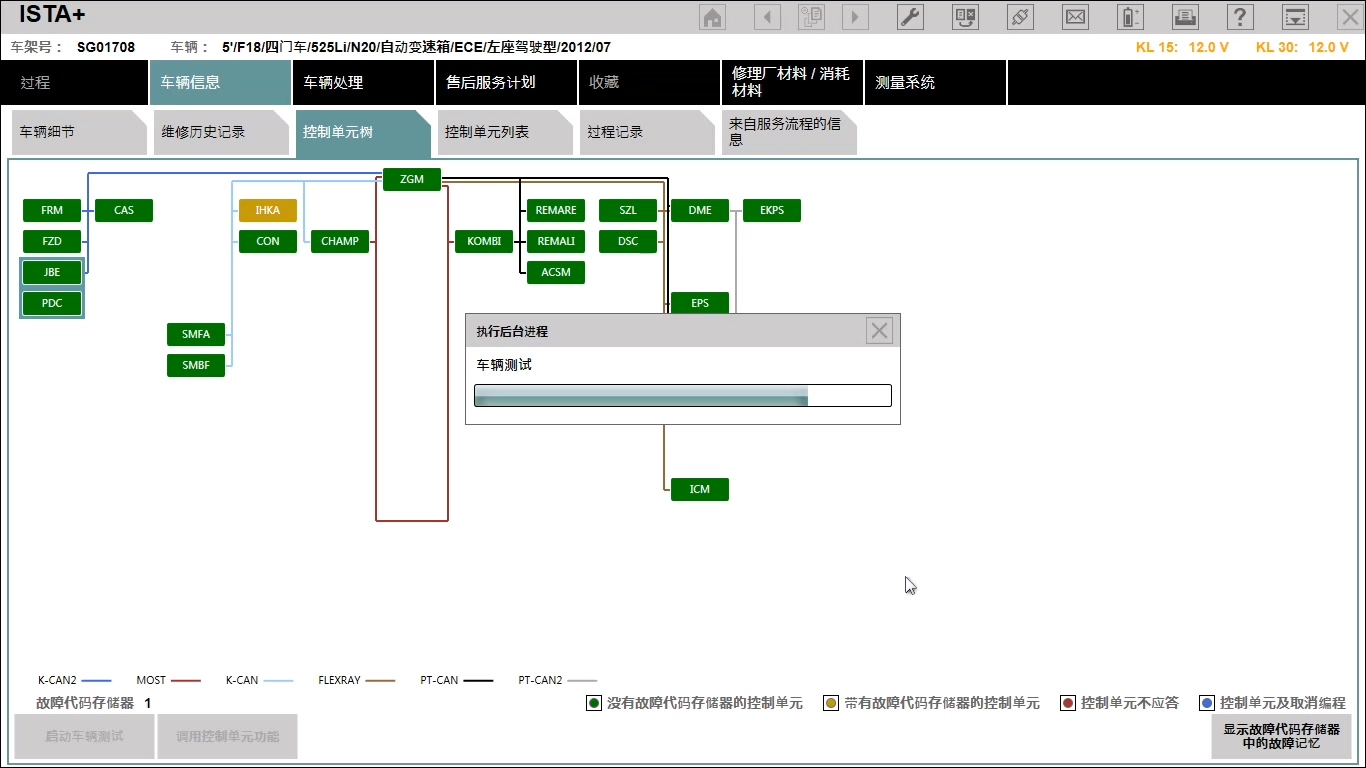 ISTA+
车架号： SG01708 车辆： 5'/F18/四门车/525Li/N20/自动变速箱/ECE/左座驾驶型/2012/07 KL 15: 12.0 V KL 30: 12.0 V
过程 车辆信息 车辆处理 售后服务计划 收藏 修理厂材料 / 消耗
材料 测量系统
车辆细节 维修历史记录 控制单元树 控制单元列表 过程记录 来自服务流程的信
息
ZGM
FRM CAS IHKA REMARE SZL DME EKPS
FZD CON CHAMP KOMBI REMALI DSC
JBE ACSM
PDC EPS
执行后台进程
SMFA
车辆测试
SMBF
ICM
K-CAN2 MOST K-CAN FLEXRAY PT-CAN PT-CAN2
故障代码存储器 1 没有故障代码存储器的控制单元 带有故障代码存储器的控制单元 控制单元不应答 控制单元及取消编程
启动车辆测试 调用控制单元功能 显示故障代码存储器
中的故障记忆